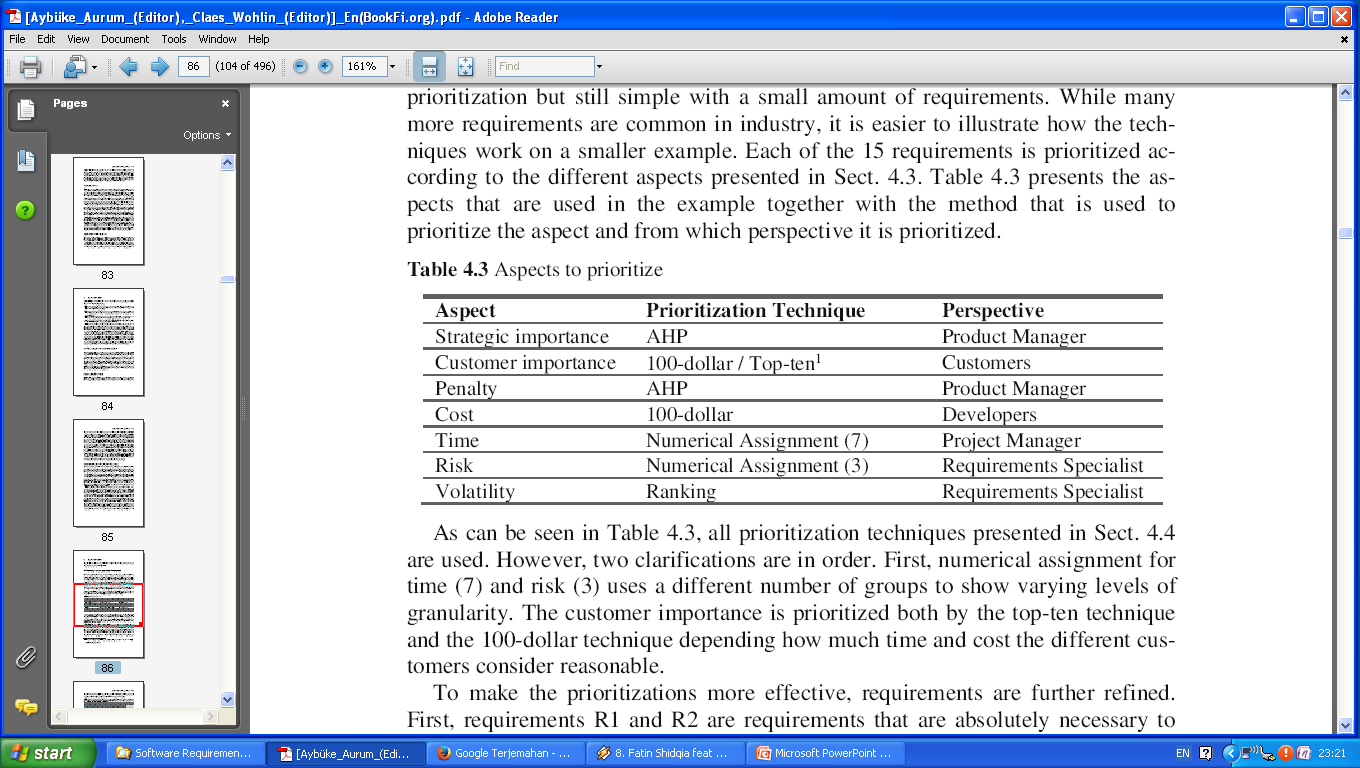 [Aybüke_Aurum_(Editor),_Claes_Wohlin_(Editor)]_En(BookFi.org).pdf - Adobe Reader
File Edit View Document Tools Window Help
86 (104 of 496) 161% Find
Pages
Options
83
84
85
86
prioritization but still simple with a small amount of requirements. While many
more requirements are common in industry, it is easier to illustrate how the tech-
niques work on a smaller example. Each of the 15 requirements is prioritized ac-
cording to the different aspects presented in Sect. 4.3. Table 4.3 presents the as-
pects that are used in the example together with the method that is used to
prioritize the aspect and from which perspective it is prioritized.
Table 4.3 Aspects to prioritize
Aspect Prioritization Technique Perspective
Strategic importance AHP Product Manager
Customer importance 100-dollar / Top-ten¹ Customers
Penalty AHP Product Manager
Cost 100-dollar Developers
Time Numerical Assignment (7) Project Manager
Risk Numerical Assignment (3) Requirements Specialist
Volatility Ranking Requirements Specialist
As can be seen in Table 4.3, all prioritization techniques presented in Sect. 4.4
are used. However, two clarifications are in order. First, numerical assignment for
time (7) and risk (3) uses a different number of groups to show varying levels of
granularity. The customer importance is prioritized both by the top-ten technique
and the 100-dollar technique depending how much time and cost the different cus-
tomers consider reasonable.
To make the prioritizations more effective, requirements are further refined.
First, requirements R1 and R2 are requirements that are absolutely necessary to
start Software Requiremen... [Aybüke_Aurum_(Edi... Google Terjemahan - ... 8. Fatin Shidqia feat ... Microsoft PowerPoint ... EN 23:21